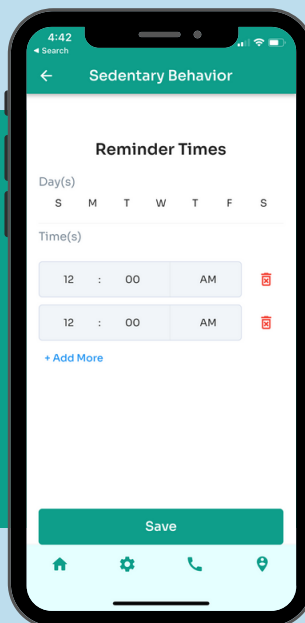 4:42
Search
Sedentary Behavior
Reminder Times
Day(s)
S M T W T F S
Time(s)
12 : 00 AM
12 : 00 AM
+ Add More
Save